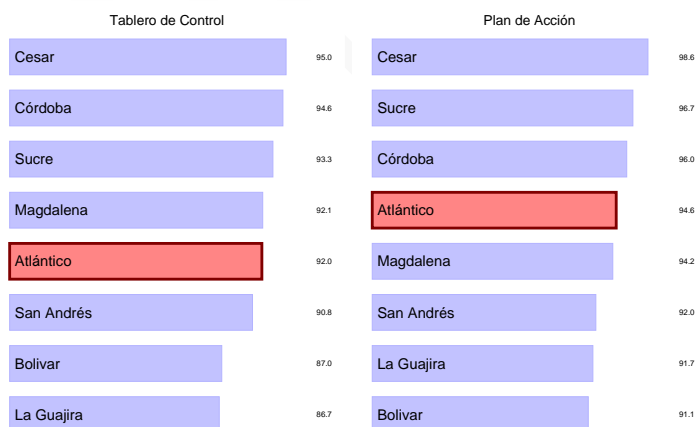 Tablero de Control
Cesar 95.0
Córdoba 94.6
Sucre 93.3
Magdalena 92.1
Atlántico 92.0
San Andrés 90.8
Bolivar 87.0
La Guajira 86.7
Plan de Acción
Cesar 98.6
Sucre 96.7
Córdoba 96.0
Atlántico 94.6
Magdalena 94.2
San Andrés 92.0
La Guajira 91.7
Bolivar 91.1